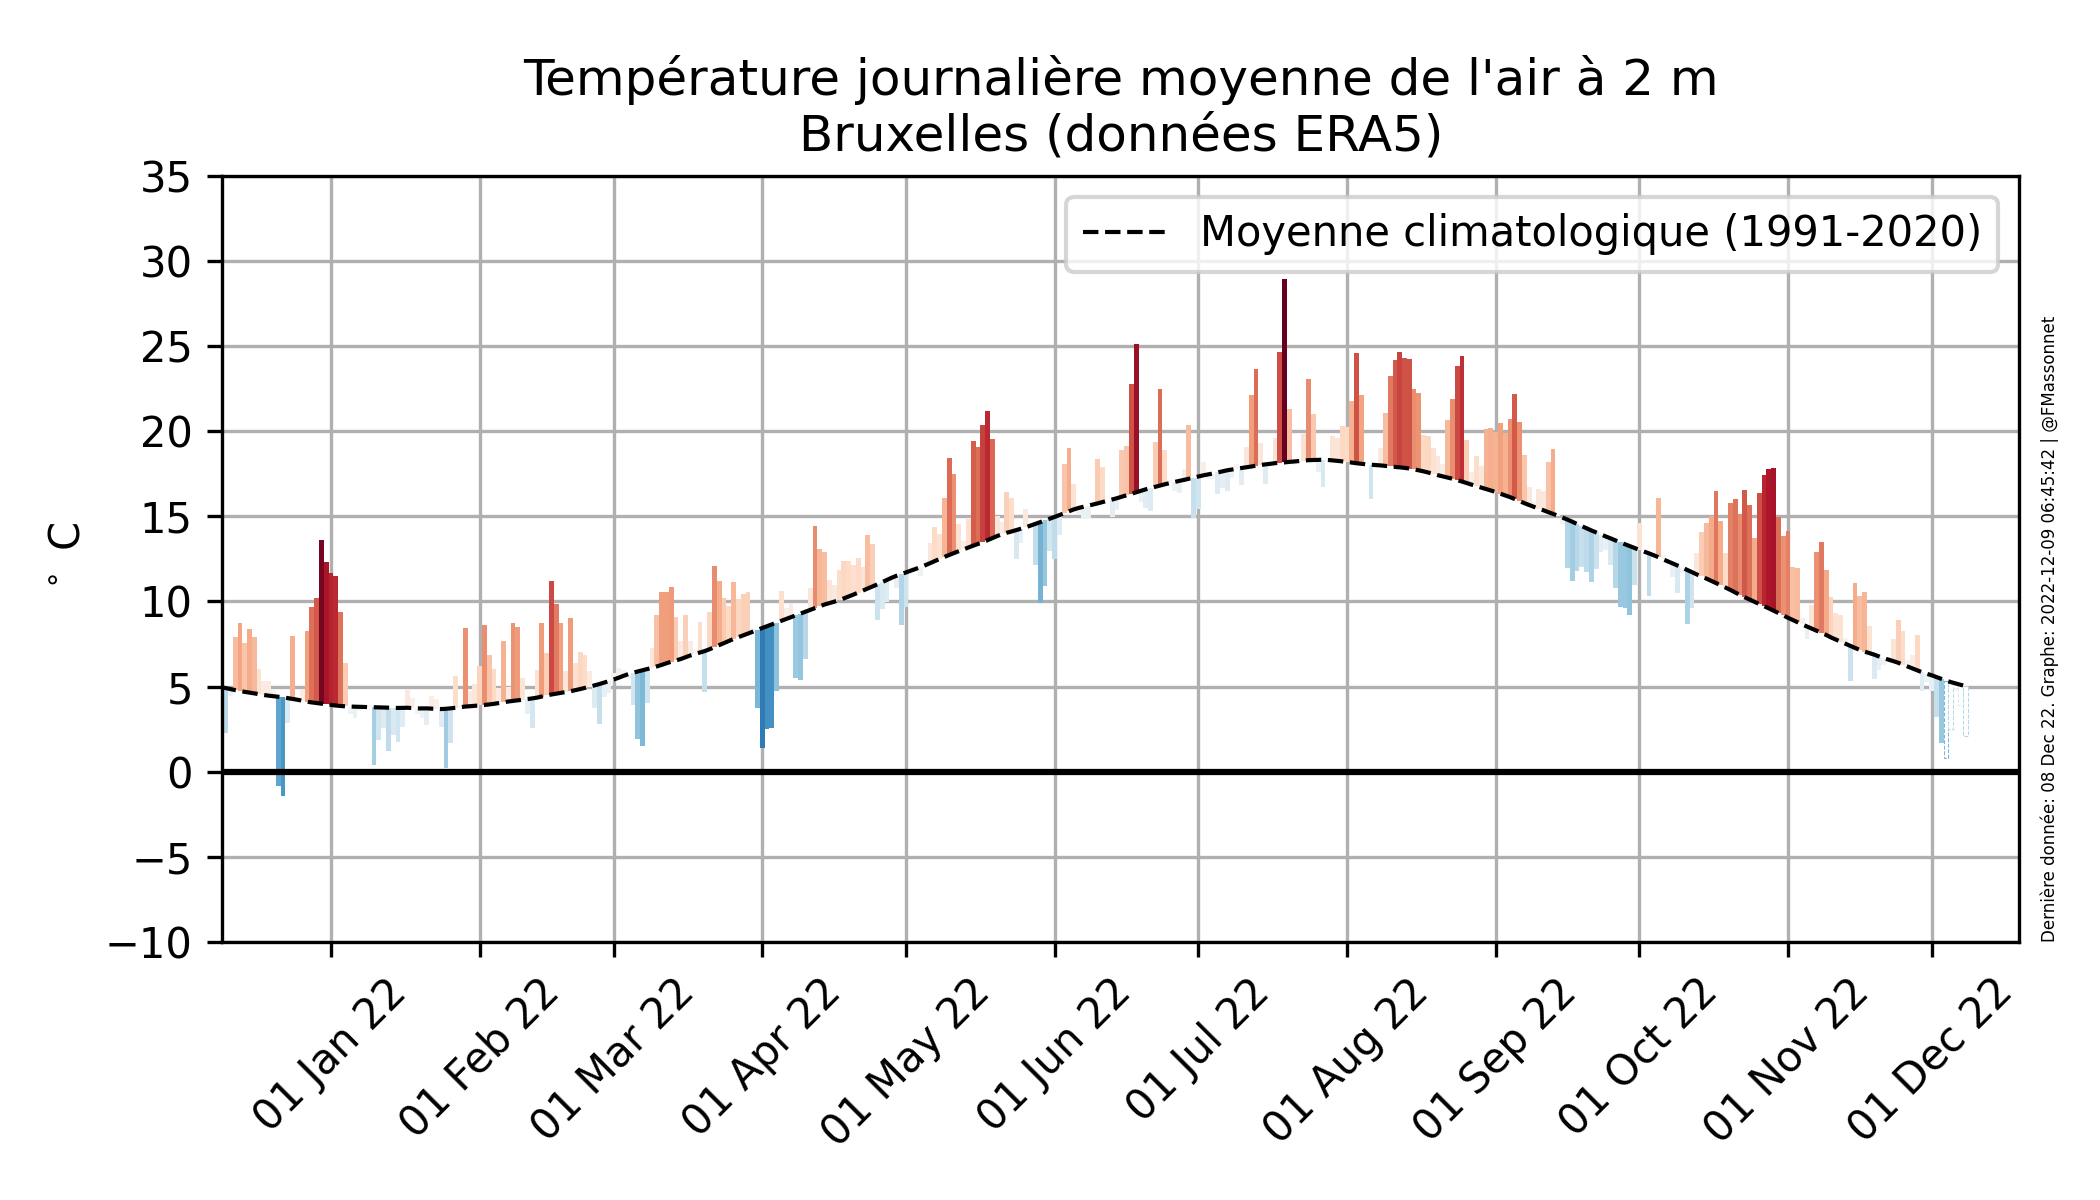 Température journalière moyenne de l'air à 2 m
Bruxelles (données ERA5)
Moyenne climatologique (1991-2020)
35
30
25
20
15
10
5
0
−5
−10
° C
01 Jan 22
01 Feb 22
01 Mar 22
01 Apr 22
01 May 22
01 Jun 22
01 Jul 22
01 Aug 22
01 Sep 22
01 Oct 22
01 Nov 22
01 Dec 22
Dernière donnée: 08 Dec 22. Graphe: 2022-12-09 06:45:42 | @FMassonnet